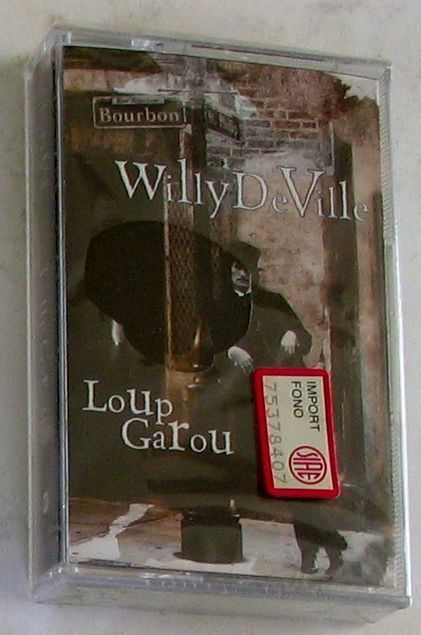 Bourbon
Willy DeVille
Loup
Garou
IMPORT
FONO
SIAE
75378407